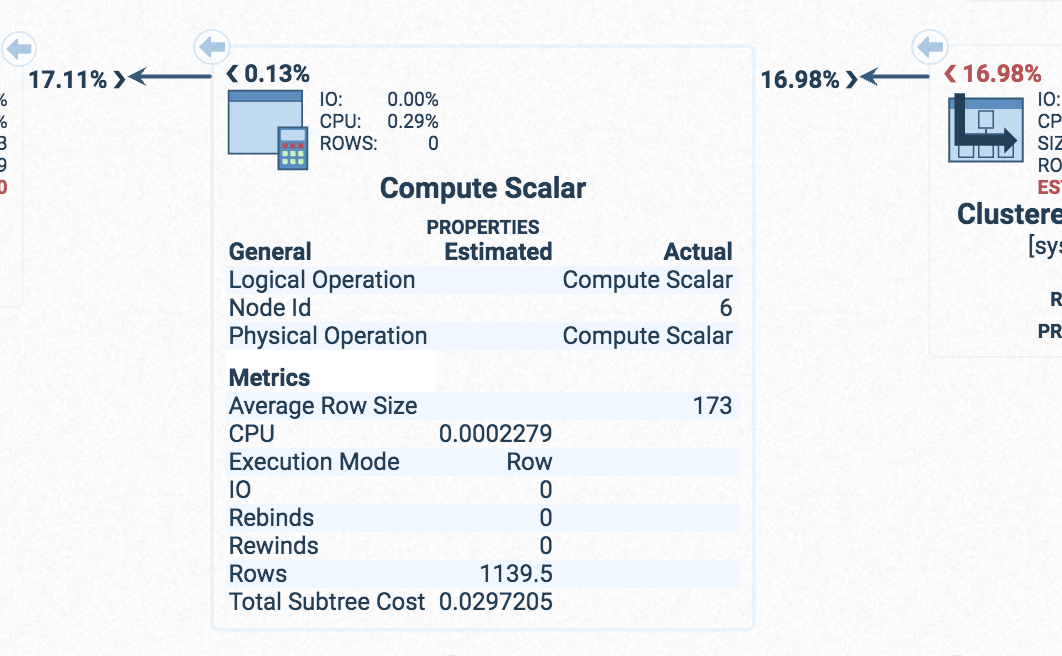 17.11% ❯
❮ 0.13%
16.98% ❯
❮ 16.98%
IO: 0.00%
CPU: 0.29%
ROWS: 0
IO:
%
%
B
9
0
Compute Scalar
PROPERTIES
General Estimated Actual
Logical Operation Compute Scalar
Node Id 6
Physical Operation Compute Scalar
Metrics
Average Row Size 173
CPU 0.0002279
Execution Mode Row
IO 0
Rebinds 0
Rewinds 0
Rows 1139.5
Total Subtree Cost 0.0297205
CP
SIZ
RO
EST
Clustere
[sys
R
PR